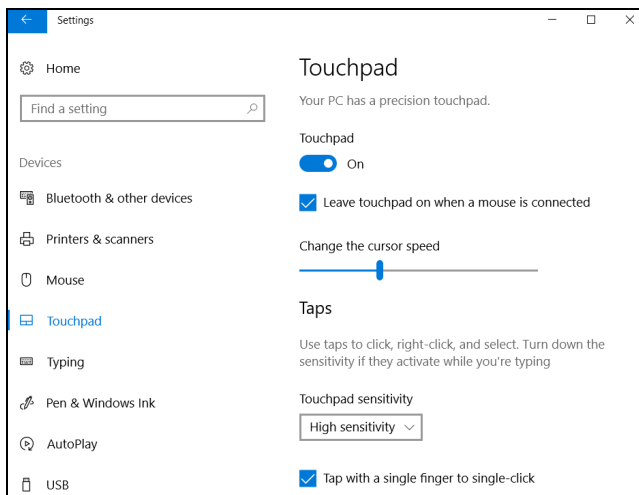 Settings
Home
Find a setting
Devices
Bluetooth & other devices
Printers & scanners
Mouse
Touchpad
Typing
Pen & Windows Ink
AutoPlay
USB
Touchpad
Your PC has a precision touchpad.
Touchpad
On
Leave touchpad on when a mouse is connected
Change the cursor speed
Taps
Use taps to click, right-click, and select. Turn down the
sensitivity if they activate while you're typing
Touchpad sensitivity
High sensitivity
Tap with a single finger to single-click